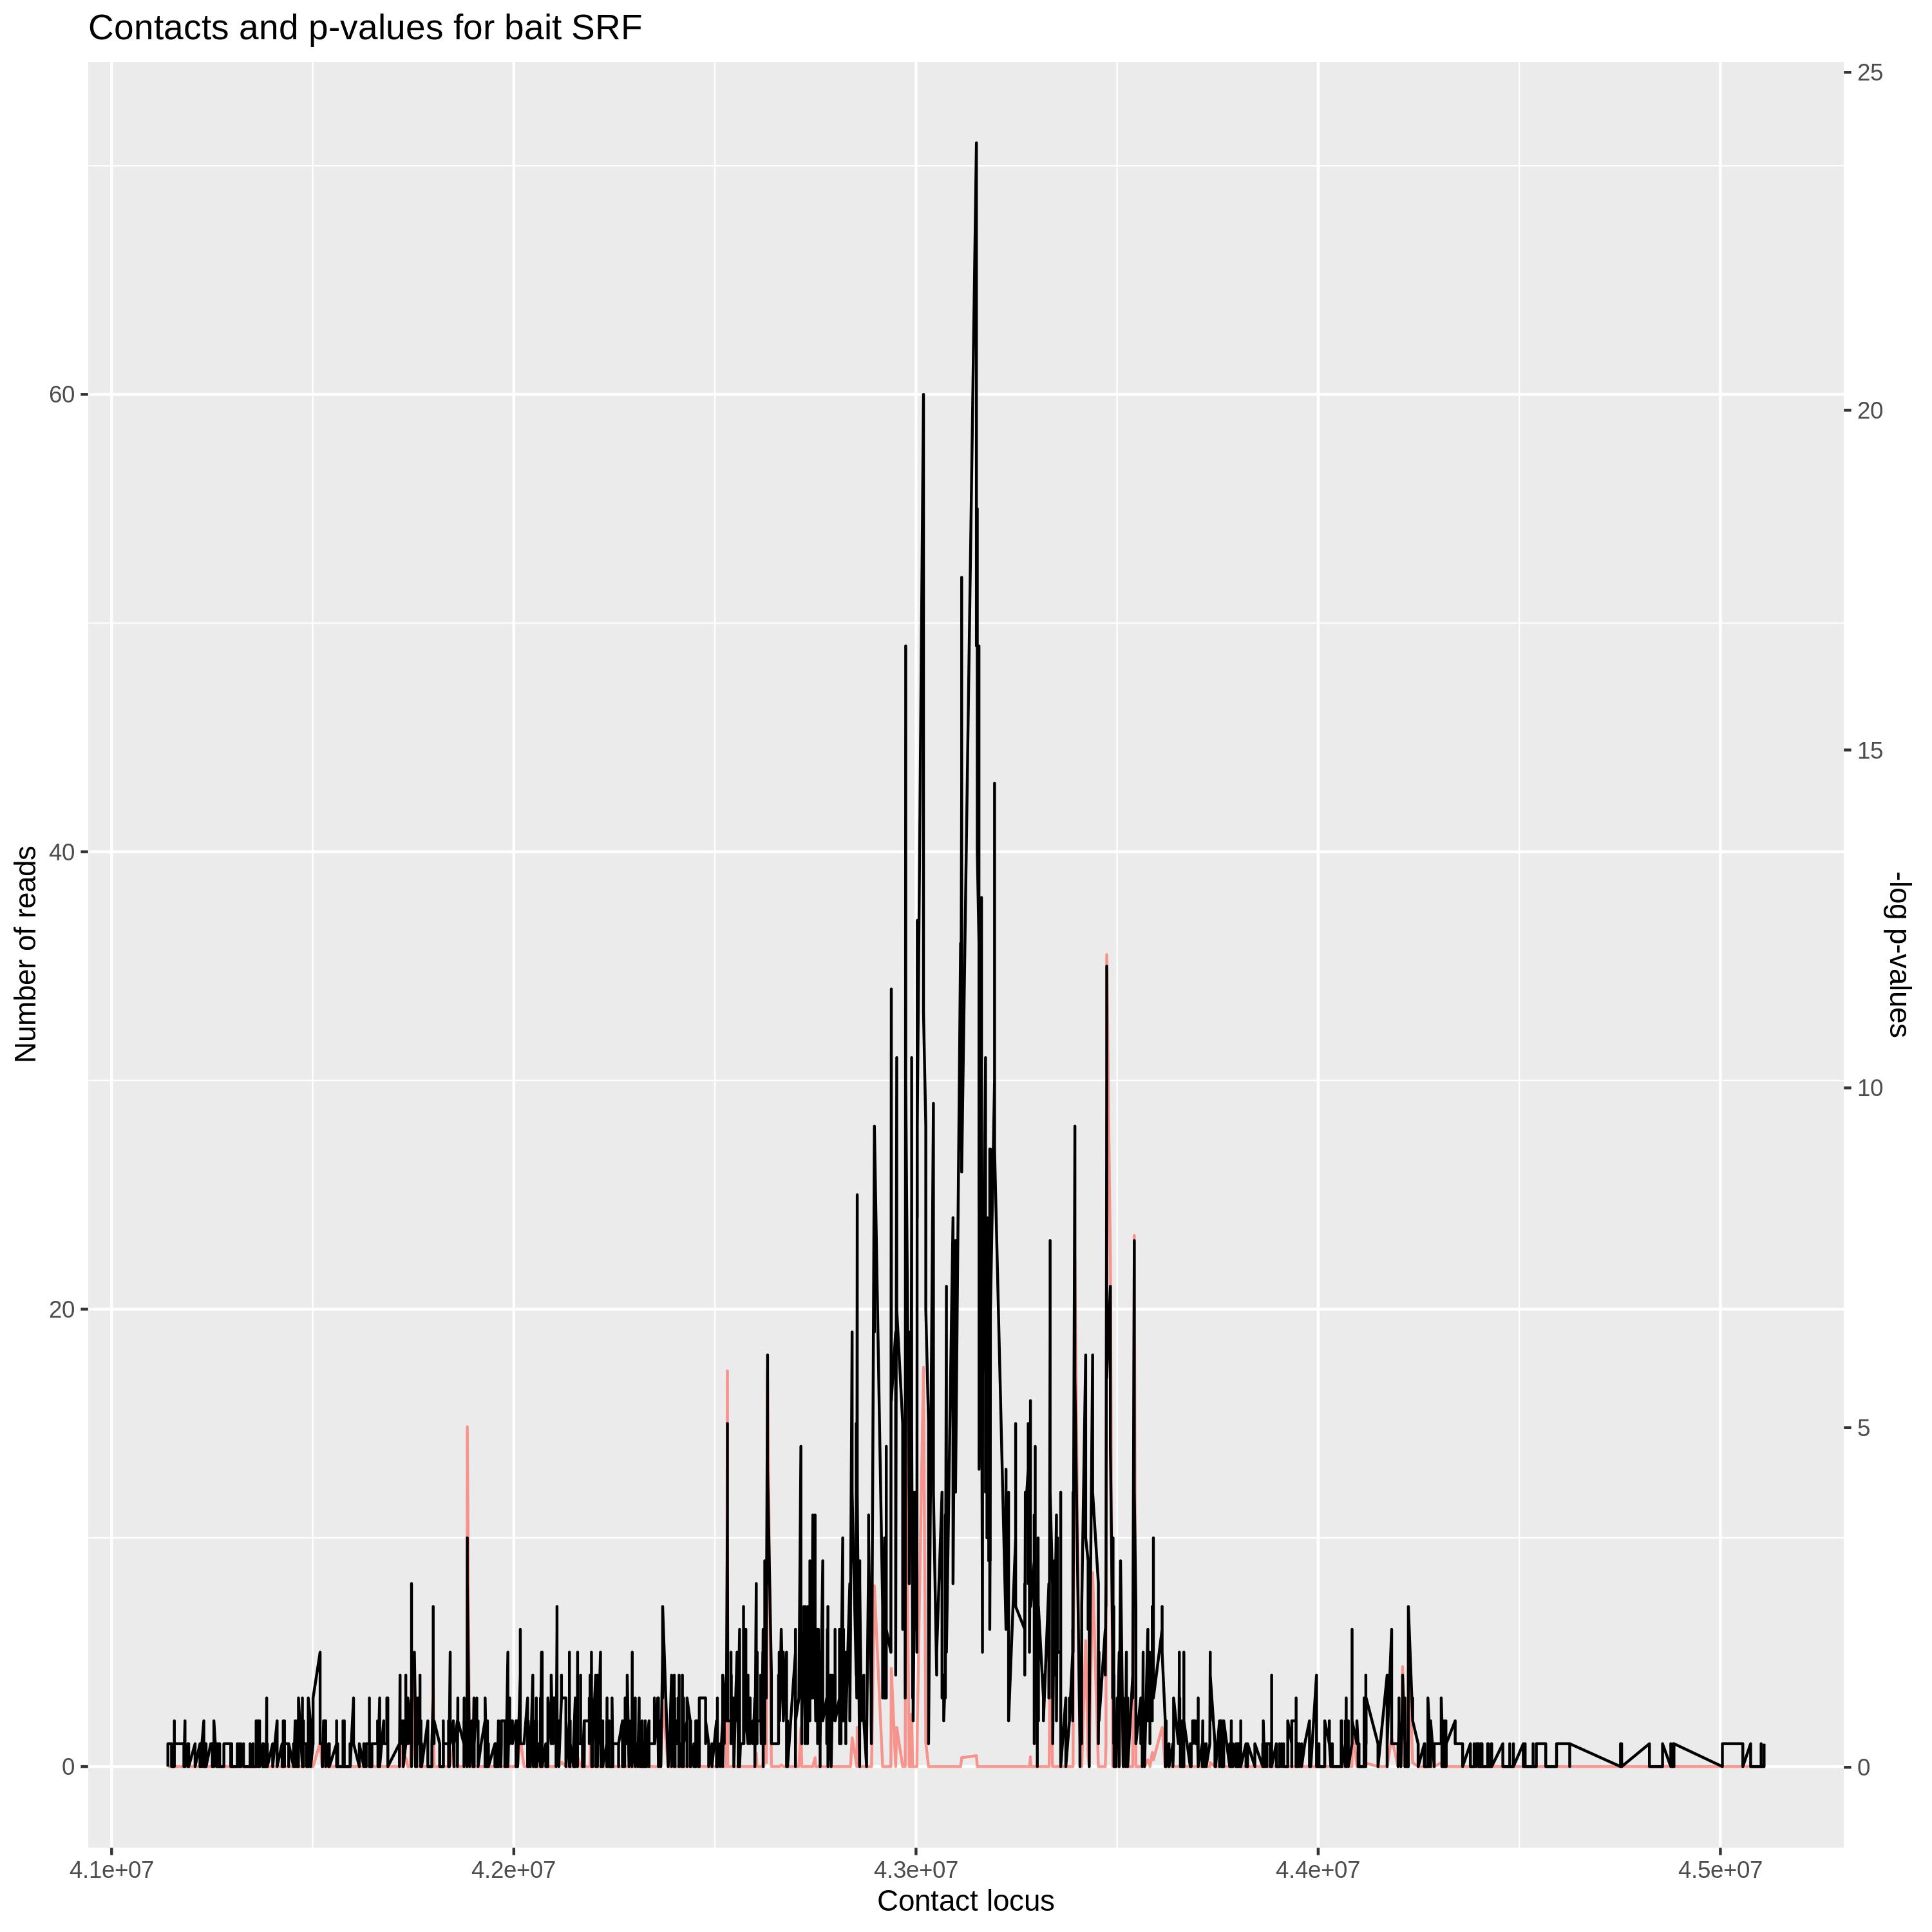 Contacts and p-values for bait SRF
25
20
15
10
5
0
60
40
20
0
Number of reads
-log p-values
4.1e+07
4.2e+07
4.3e+07
4.4e+07
4.5e+07
Contact locus